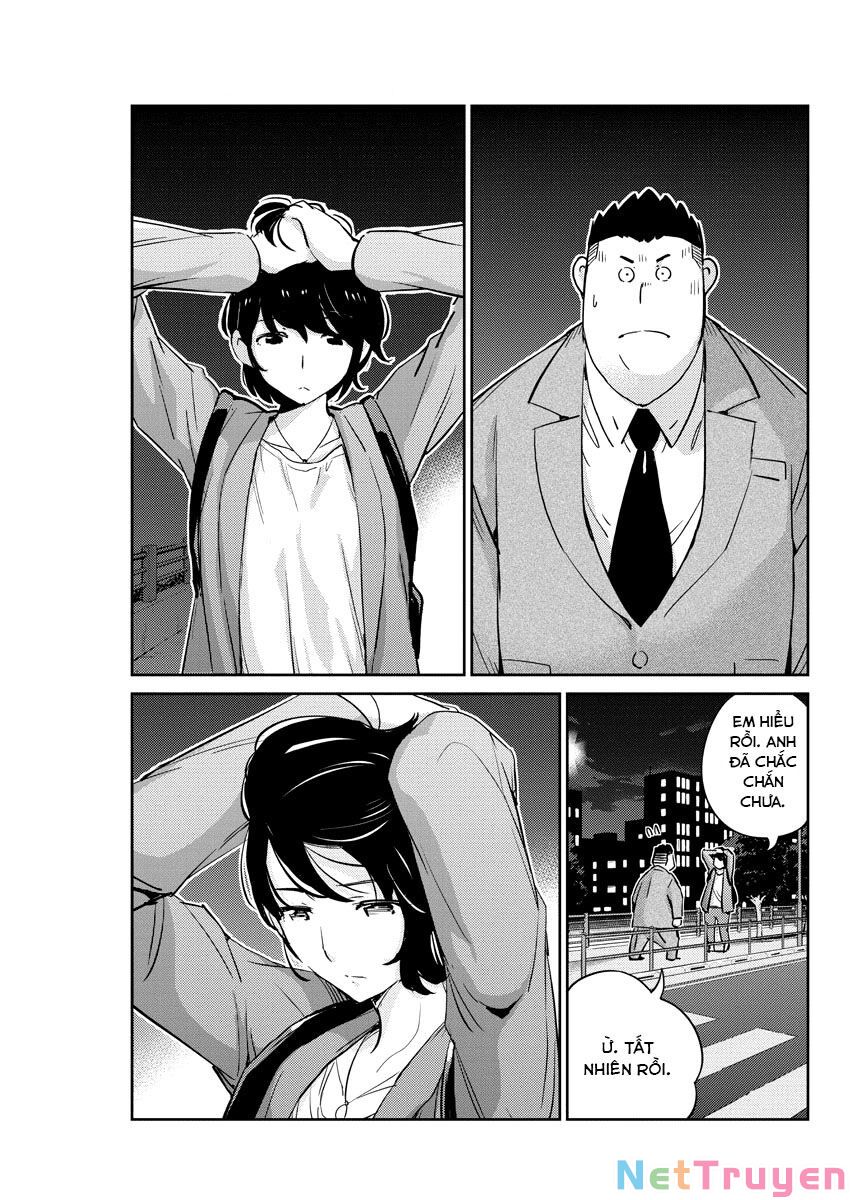 EM HIỂU
RỒI. ANH
ĐÃ CHẮC
CHẮN
CHƯA.
Ừ. TẤT
NHIÊN RỒI.
NetTruyen